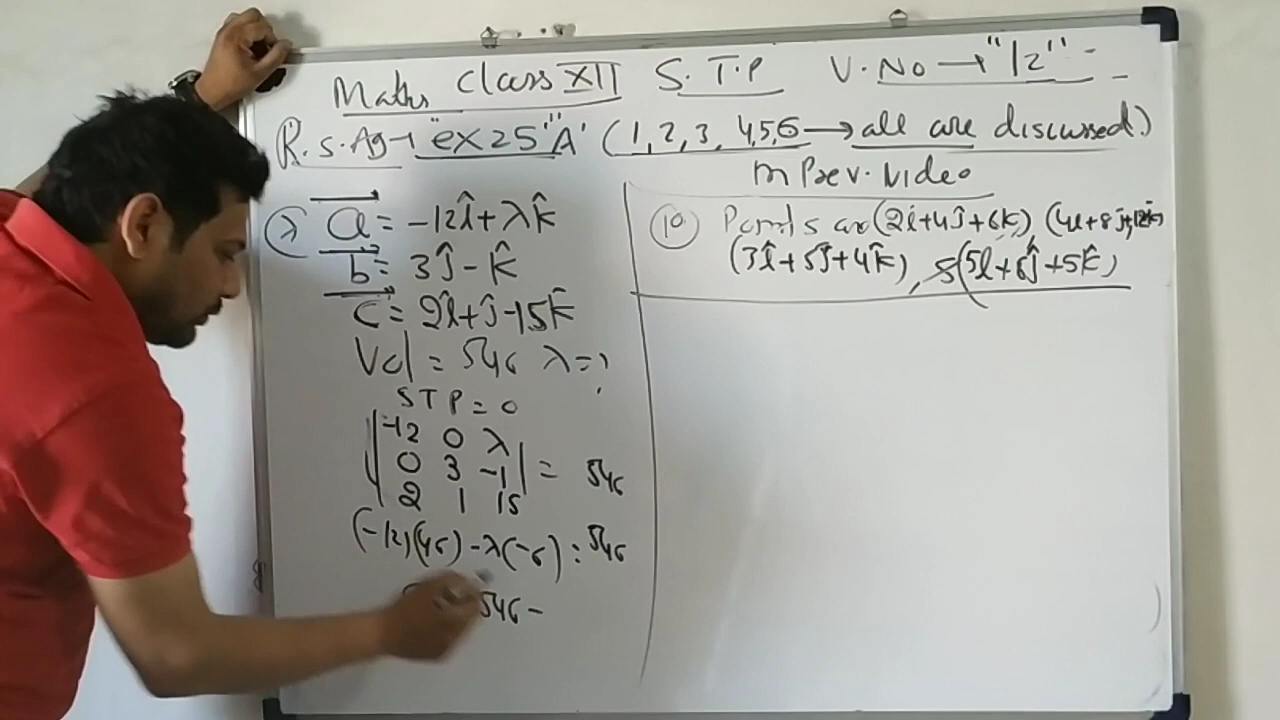 Maths Class XII S.T.P V.No → "12"
R.S.Ag → "ex 25" 'A' (1,2,3,4,5,6 → all are discussed.)
in Prev. Video
a = -12î + λk̂
b = 3ĵ - k̂
c = 2î + ĵ - 15k̂
Vol = 546 λ = ?
STP = 0
-12 0 λ
0 3 -1 = 546
2 1 15
(-12)(46) - λ(-6) = 546
546 -
(10) Points are (2î+4ĵ+6k̂), (4î+8ĵ+12k̂)
(3î+5ĵ+4k̂), (5î+8ĵ+5k̂)